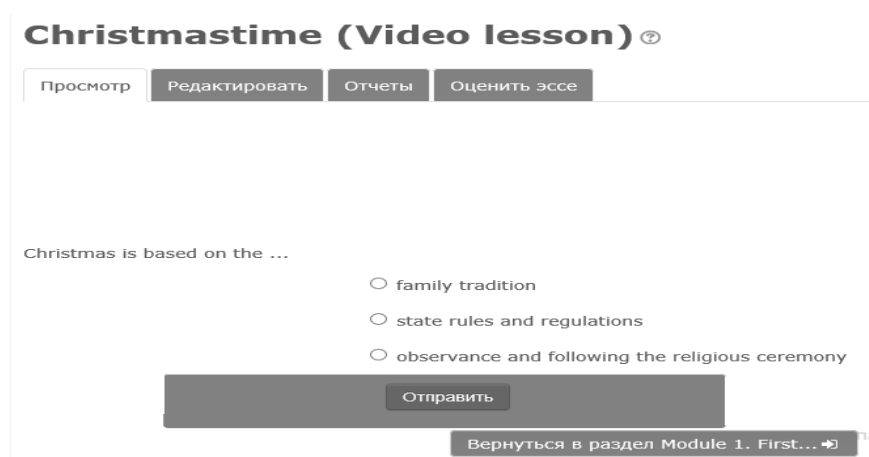 Christmastime (Video lesson)
Просмотр Редактировать Отчеты Оценить эссе
Christmas is based on the ...
family tradition
state rules and regulations
observance and following the religious ceremony
Отправить
Вернуться в раздел Module 1. First...